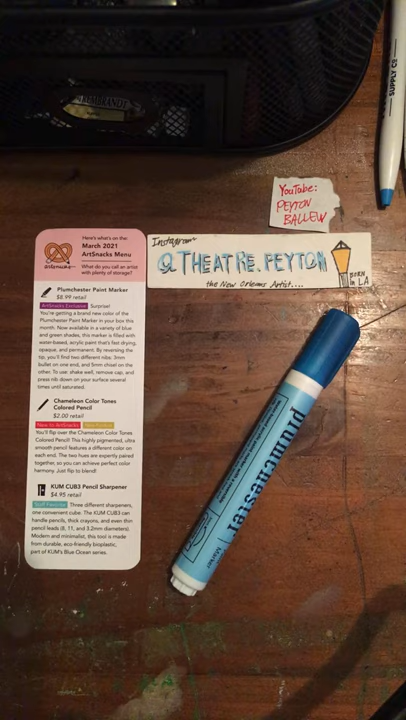 REMBRANDT
SUPPLY CO
YouTube:
PEYTON
BALLEW
Instagram
@THEATRE.PEYTON
the New Orleans Artist....
BORN
in LA
Here's what's on the:
March 2021
ArtSnacks Menu
artsnacks
What do you call an artist
with plenty of storage?
Plumchester Paint Marker
$8.99 retail
ArtSnacks Exclusive Surprise!
You're getting a brand new color of the
Plumchester Paint Marker in your box this
month. Now available in a variety of blue
and green shades, this marker is filled with
water-based, acrylic paint that's fast drying,
opaque, and permanent. By reversing the
tip, you'll find two different nibs: 3mm
bullet on one end, and 5mm chisel on the
other. To use: shake well, remove cap, and
press nib down on your surface several
times until saturated.
Chameleon Color Tones
Colored Pencil
$2.00 retail
New to ArtSnacks New Product
You'll flip over the Chameleon Color Tones
Colored Pencil! This highly pigmented, ultra
smooth pencil features a different color on
each end. The two hues are expertly paired
together, so you can achieve perfect color
harmony. Just flip to blend!
KUM CUB3 Pencil Sharpener
$4.95 retail
Staff Favorite Three different sharpeners,
one convenient cube. The KUM CUB3 can
handle pencils, thick crayons, and even thin
pencil leads (8, 11, and 3.2mm diameters).
Modern and minimalist, this tool is made
from durable, eco-friendly bioplastic,
part of KUM's Blue Ocean series.
plumchester
Marker